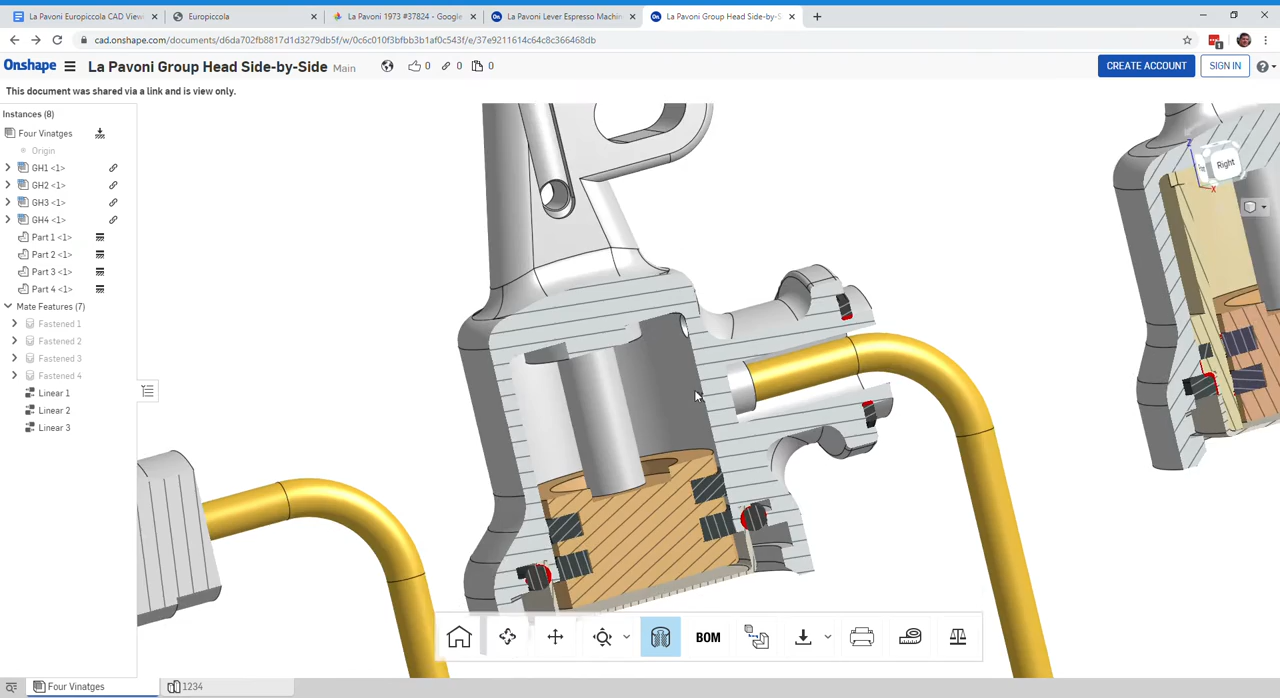 La Pavoni Europiccola CAD View
Europiccola
La Pavoni 1973 #37824 - Google
La Pavoni Lever Espresso Machin
La Pavoni Group Head Side-by-S
cad.onshape.com/documents/d6da702fb8817d1d3279db5f/w/0c6c010f3bfbb3b1af0c543f/e/37e9211614c64c8c366468db
1
Onshape
La Pavoni Group Head Side-by-Side
Main
0
0
0
CREATE ACCOUNT
SIGN IN
This document was shared via a link and is view only.
Instances (8)
Four Vinatges
Origin
GH1 <1>
GH2 <1>
GH3 <1>
GH4 <1>
Part 1 <1>
Part 2 <1>
Part 3 <1>
Part 4 <1>
Mate Features (7)
Fastened 1
Fastened 2
Fastened 3
Fastened 4
Linear 1
Linear 2
Linear 3
Z
Right
X
BOM
Four Vinatges
1234